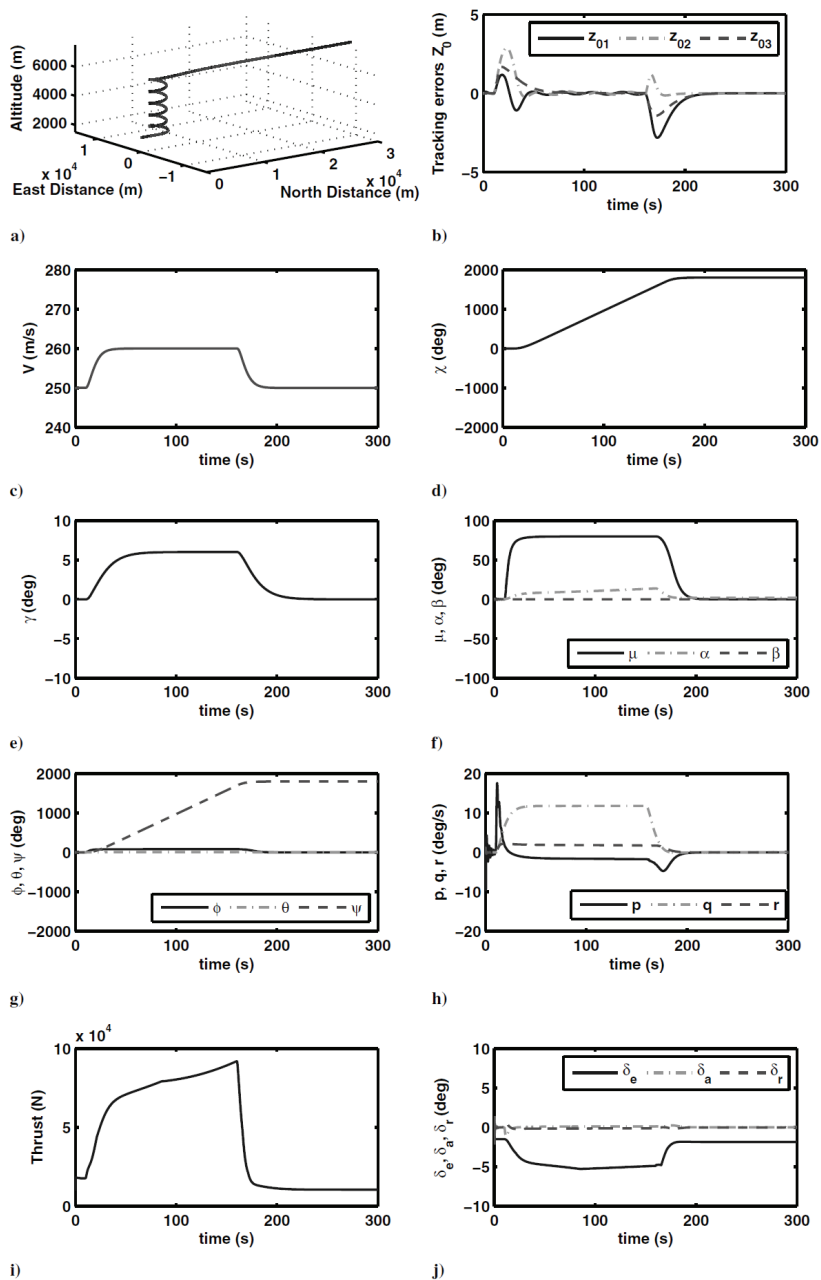 Altitude (m)
6000
4000
2000
1
0
−1
x 10^4
East Distance (m)
0
1
2
3
x 10^4
North Distance (m)
a)
Tracking errors Z_0 (m)
5
0
−5
z_01 z_02 z_03
0 100 200 300
time (s)
b)
V (m/s)
280
270
260
250
240
0 100 200 300
time (s)
c)
χ (deg)
2000
1000
0
−1000
−2000
0 100 200 300
time (s)
d)
γ (deg)
10
5
0
−5
−10
0 100 200 300
time (s)
e)
μ, α, β (deg)
100
50
0
−50
−100
μ α β
0 100 200 300
time (s)
f)
ϕ, θ, ψ (deg)
2000
1000
0
−1000
−2000
ϕ θ ψ
0 100 200 300
time (s)
g)
p, q, r (deg/s)
20
10
0
−10
−20
p q r
0 100 200 300
time (s)
h)
x 10^4
Thrust (N)
10
5
0
0 100 200 300
time (s)
i)
δ_e, δ_a, δ_r (deg)
10
5
0
−5
−10
δ_e δ_a δ_r
0 100 200 300
time (s)
j)